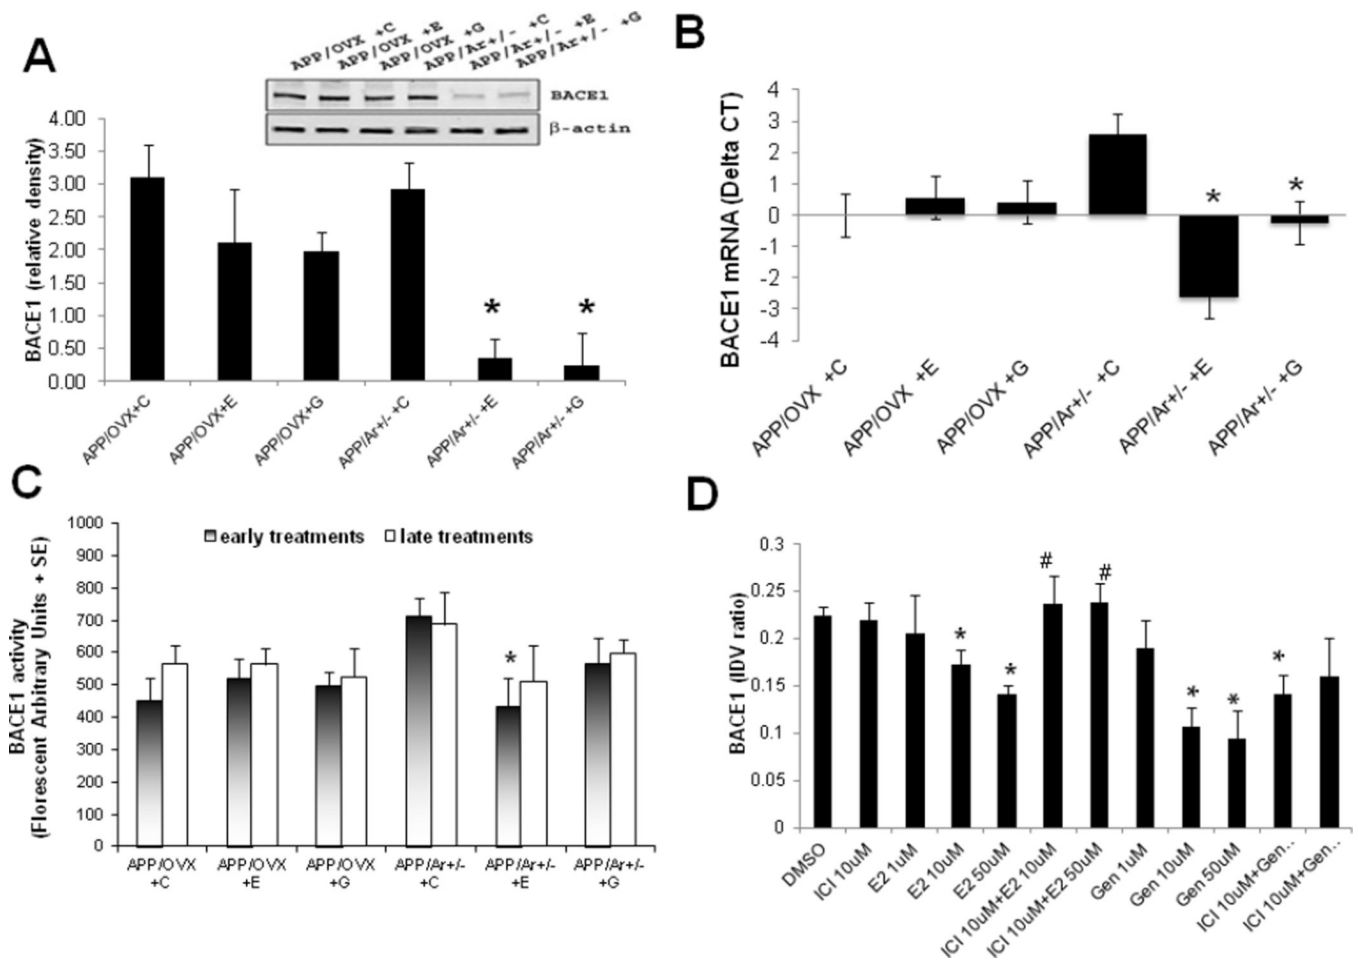 A
APP/OVX +C
APP/OVX +E
APP/OVX +G
APP/Ar+/- +C
APP/Ar+/- +E
APP/Ar+/- +G
BACE1
β-actin
BACE1 (relative density)
4.00
3.50
3.00
2.50
2.00
1.50
1.00
0.50
0.00
* *
APP/OVX+C
APP/OVX+E
APP/OVX+G
APP/Ar+/- +C
APP/Ar+/- +E
APP/Ar+/- +G
B
BACE1 mRNA (Delta CT)
4
3
2
1
0
-1
-2
-3
-4
* *
APP/OVX +C
APP/OVX +E
APP/OVX +G
APP/Ar+/- +C
APP/Ar+/- +E
APP/Ar+/- +G
C
BACE1 activity
(Florescent Arbitrary Units + SE)
1000
900
800
700
600
500
400
300
200
100
0
early treatments late treatments
*
APP/OVX
+C
APP/OVX
+E
APP/OVX
+G
APP/Ar+/-
+C
APP/Ar+/-
+E
APP/Ar+/-
+G
D
BACE1 (IDV ratio)
0.3
0.25
0.2
0.15
0.1
0.05
0
* * # # * * *
DMSO
ICI 10uM
E2 1uM
E2 10uM
E2 50uM
ICI 10uM+E2 10uM
ICI 10uM+E2 50uM
Gen 1uM
Gen 10uM
Gen 50uM
ICI 10uM+Gen..
ICI 10uM+Gen..